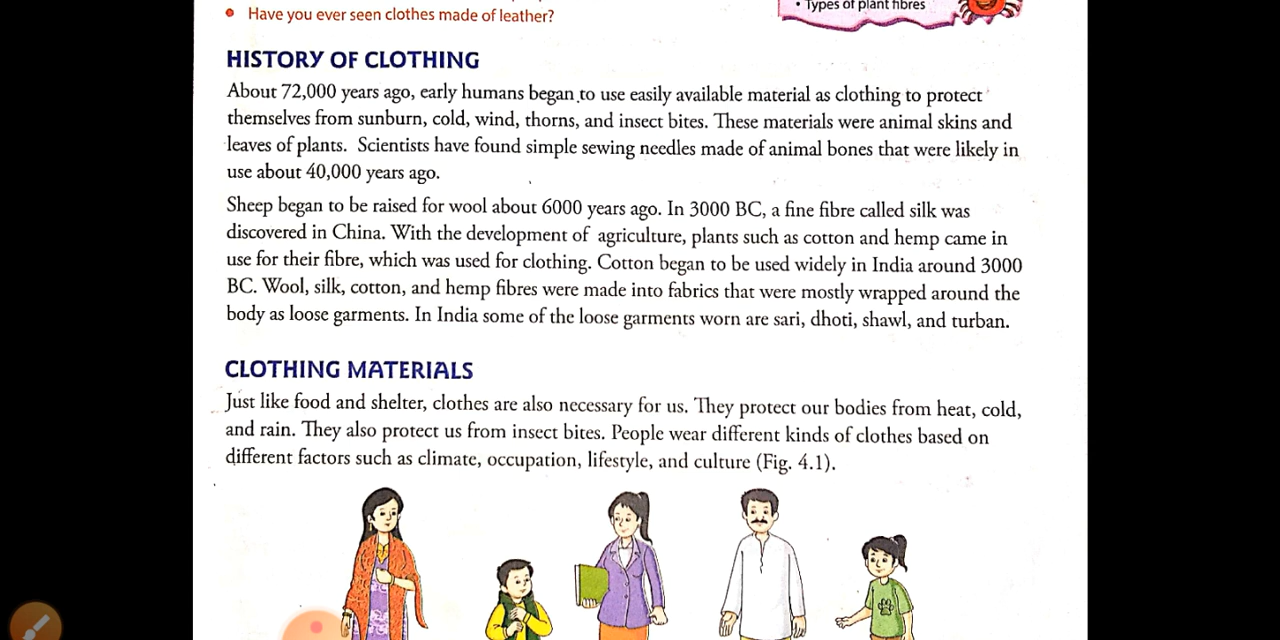 • Have you ever seen clothes made of leather?
• Types of plant fibres
HISTORY OF CLOTHING
About 72,000 years ago, early humans began to use easily available material as clothing to protect
themselves from sunburn, cold, wind, thorns, and insect bites. These materials were animal skins and
leaves of plants. Scientists have found simple sewing needles made of animal bones that were likely in
use about 40,000 years ago.
Sheep began to be raised for wool about 6000 years ago. In 3000 BC, a fine fibre called silk was
discovered in China. With the development of agriculture, plants such as cotton and hemp came in
use for their fibre, which was used for clothing. Cotton began to be used widely in India around 3000
BC. Wool, silk, cotton, and hemp fibres were made into fabrics that were mostly wrapped around the
body as loose garments. In India some of the loose garments worn are sari, dhoti, shawl, and turban.
CLOTHING MATERIALS
Just like food and shelter, clothes are also necessary for us. They protect our bodies from heat, cold,
and rain. They also protect us from insect bites. People wear different kinds of clothes based on
different factors such as climate, occupation, lifestyle, and culture (Fig. 4.1).